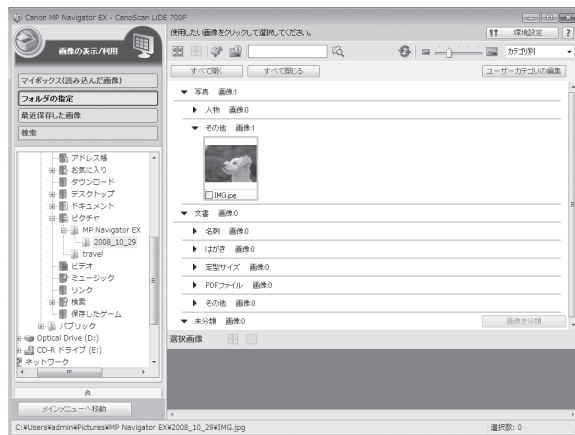 Canon MP Navigator EX - CanoScan LiDE 700F
画像の表示/利用
マイボックス(読み込んだ画像)
フォルダの指定
最近保存した画像
検索
アドレス帳
お気に入り
ダウンロード
デスクトップ
ドキュメント
ピクチャ
MP Navigator EX
2008_10_29
travel
ビデオ
ミュージック
リンク
検索
保存したゲーム
パブリック
Optical Drive (D:)
CD-R ドライブ (E:)
ネットワーク
メインメニューへ移動
使用したい画像をクリックして選択してください。
環境設定
?
カテゴリ別
すべて開く
すべて閉じる
ユーザーカテゴリの編集
写真 画像:1
人物 画像:0
その他 画像:1
IMG.jpg
文書 画像:0
名刺 画像:0
はがき 画像:0
定型サイズ 画像:0
PDFファイル 画像:0
その他 画像:0
未分類 画像:0
画像を分類
選択画像
C:¥Users¥admin¥Pictures¥MP Navigator EX¥2008_10_29¥IMG.jpg
選択数: 0